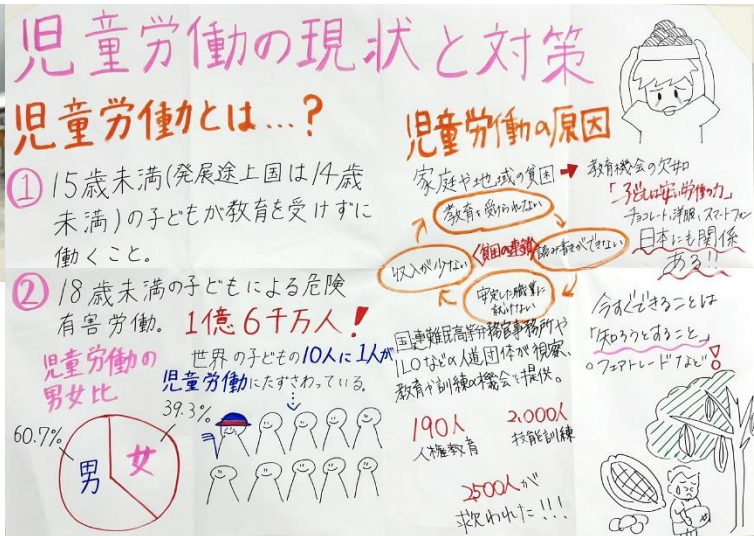 児童労働の現状と対策
児童労働とは…?
① 15歳未満(発展途上国は14歳
未満)の子どもが教育を受けずに
働くこと。
② 18歳未満の子どもによる危険
有害労働。 1億6千万人!
世界の子どもの10人に1人が
児童労働にたずさわっている。
児童労働の
男女比
60.7%
39.3%
男
女
児童労働の原因
家庭や地域の貧困 → 教育機会の欠如
「子どもは安い労働力」
チョコレート、洋服、スマートフォン
日本にも関係
ある!!
教育を受けられない
収入が少ない
<貧困の連鎖>
読み書きができない
安定した職業に
就けない
国連難民高等弁務官事務所や
ILOなどの人道団体が視察、
教育や訓練の機会を提供。
190人
人権教育
2,000人
技能訓練
2500人が
救われた!!!
今すぐできることは
「知ろうとすること」
フェアトレードなど!